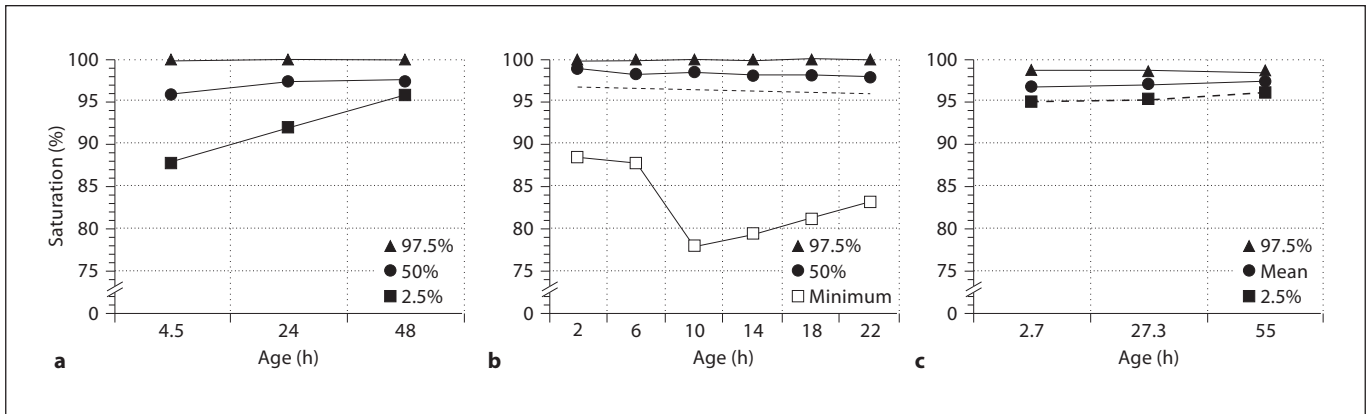 Saturation (%)
100
95
90
85
80
75
0
▲ 97.5%
● 50%
■ 2.5%
4.5 24 48
Age (h)
a
100
95
90
85
80
75
0
▲ 97.5%
● 50%
□ Minimum
2 6 10 14 18 22
Age (h)
b
100
95
90
85
80
75
0
▲ 97.5%
● Mean
■ 2.5%
2.7 27.3 55
Age (h)
c